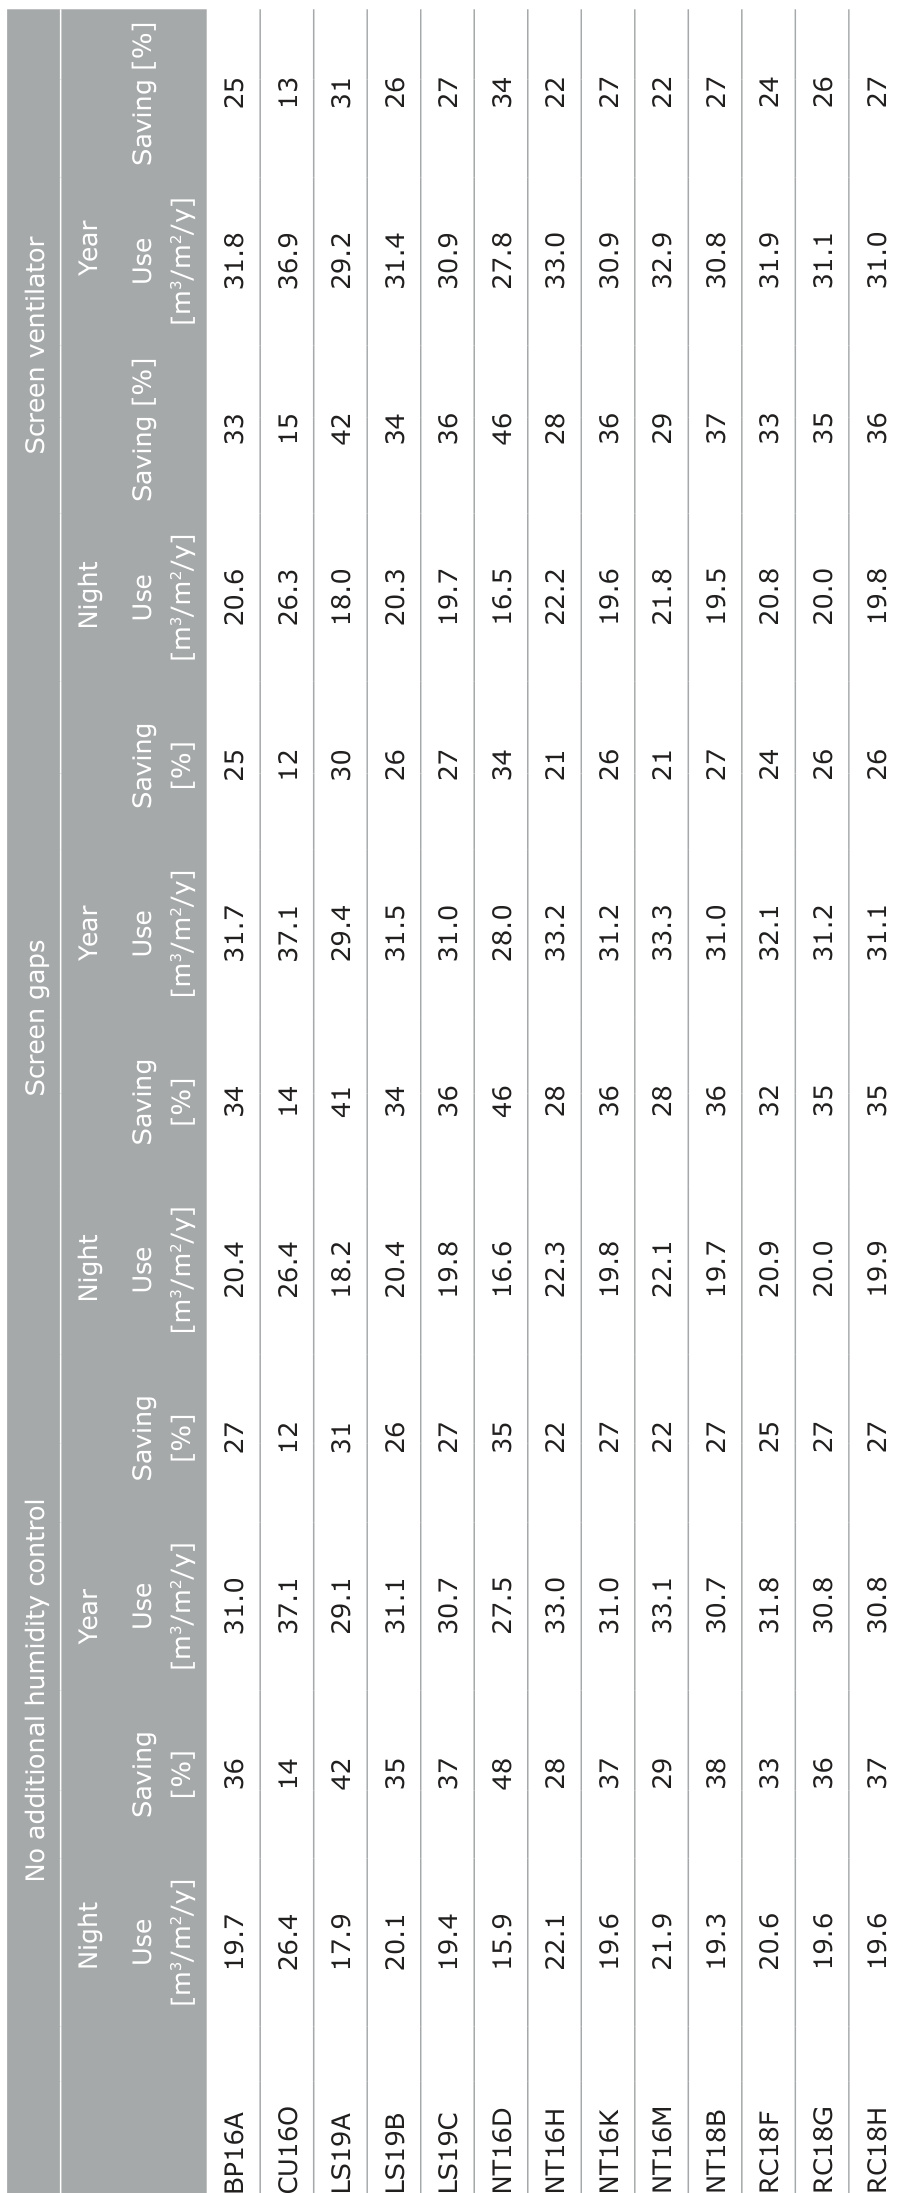 No additional humidity control Screen gaps Screen ventilator
Night Year Night Year Night Year
Use Saving Use Saving Use Saving Use Saving Use Saving [%] Use Saving [%]
[m³/m²/y] [%] [m³/m²/y] [%] [m³/m²/y] [%] [m³/m²/y] [%] [m³/m²/y] [m³/m²/y]
BP16A 19.7 36 31.0 27 20.4 34 31.7 25 20.6 33 31.8 25
CU16O 26.4 14 37.1 12 26.4 14 37.1 12 26.3 15 36.9 13
LS19A 17.9 42 29.1 31 18.2 41 29.4 30 18.0 42 29.2 31
LS19B 20.1 35 31.1 26 20.4 34 31.5 26 20.3 34 31.4 26
LS19C 19.4 37 30.7 27 19.8 36 31.0 27 19.7 36 30.9 27
NT16D 15.9 48 27.5 35 16.6 46 28.0 34 16.5 46 27.8 34
NT16H 22.1 28 33.0 22 22.3 28 33.2 21 22.2 28 33.0 22
NT16K 19.6 37 31.0 27 19.8 36 31.2 26 19.6 36 30.9 27
NT16M 21.9 29 33.1 22 22.1 28 33.3 21 21.8 29 32.9 22
NT18B 19.3 38 30.7 27 19.7 36 31.0 27 19.5 37 30.8 27
RC18F 20.6 33 31.8 25 20.9 32 32.1 24 20.8 33 31.9 24
RC18G 19.6 36 30.8 27 20.0 35 31.2 26 20.0 35 31.1 26
RC18H 19.6 37 30.8 27 19.9 35 31.1 26 19.8 36 31.0 27